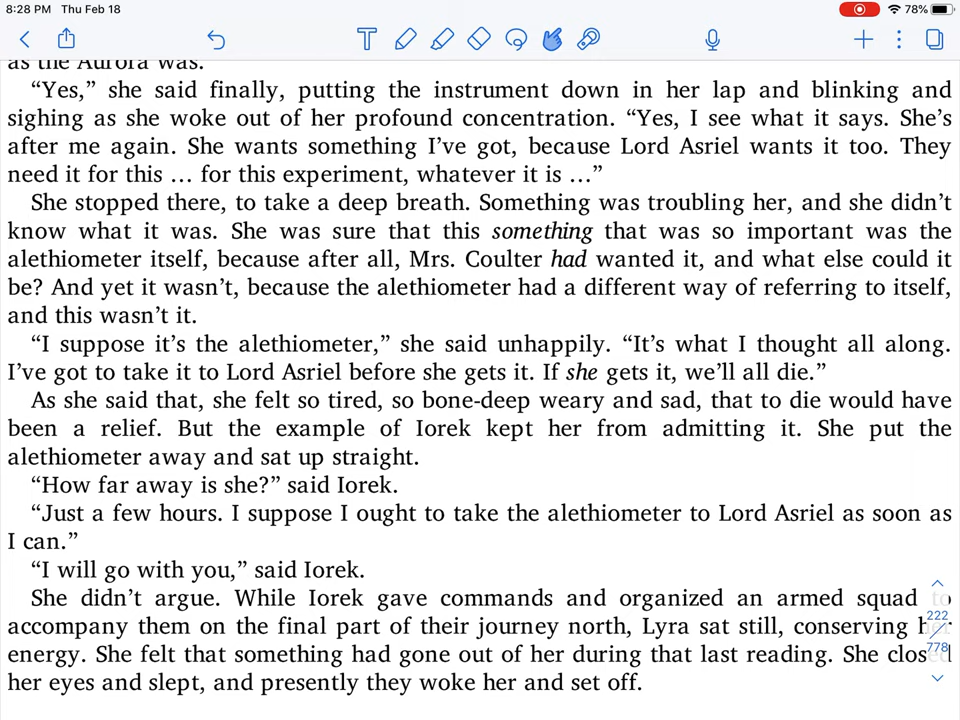 8:28 PM Thu Feb 18
78%
as the Aurora was.
“Yes,” she said finally, putting the instrument down in her lap and blinking and
sighing as she woke out of her profound concentration. “Yes, I see what it says. She’s
after me again. She wants something I’ve got, because Lord Asriel wants it too. They
need it for this … for this experiment, whatever it is …”
She stopped there, to take a deep breath. Something was troubling her, and she didn’t
know what it was. She was sure that this something that was so important was the
alethiometer itself, because after all, Mrs. Coulter had wanted it, and what else could it
be? And yet it wasn’t, because the alethiometer had a different way of referring to itself,
and this wasn’t it.
“I suppose it’s the alethiometer,” she said unhappily. “It’s what I thought all along.
I’ve got to take it to Lord Asriel before she gets it. If she gets it, we’ll all die.”
As she said that, she felt so tired, so bone-deep weary and sad, that to die would have
been a relief. But the example of Iorek kept her from admitting it. She put the
alethiometer away and sat up straight.
“How far away is she?” said Iorek.
“Just a few hours. I suppose I ought to take the alethiometer to Lord Asriel as soon as
I can.”
“I will go with you,” said Iorek.
She didn’t argue. While Iorek gave commands and organized an armed squad to
accompany them on the final part of their journey north, Lyra sat still, conserving her
energy. She felt that something had gone out of her during that last reading. She closed
her eyes and slept, and presently they woke her and set off.
222
778